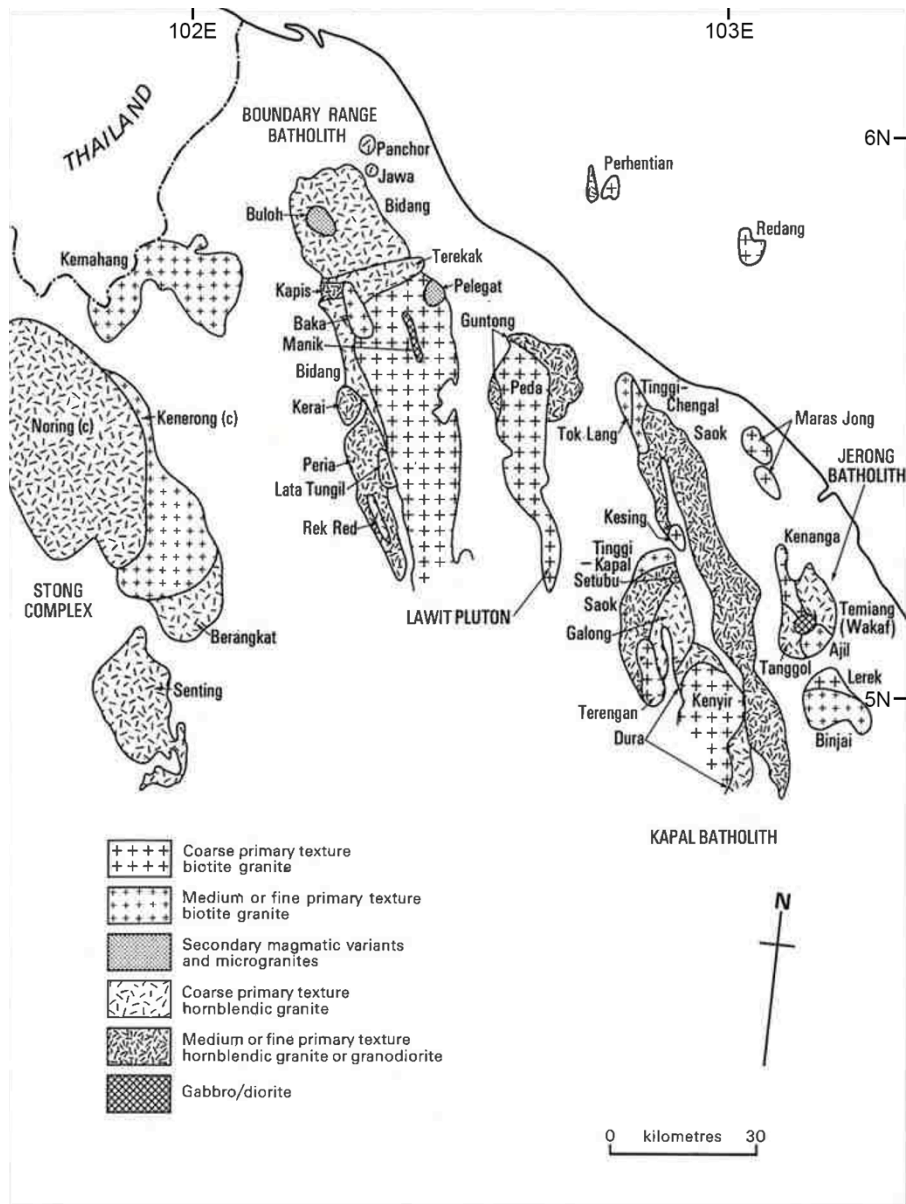 102E
103E
6N
THAILAND
BOUNDARY RANGE
BATHOLITH
Panchor
Jawa
Bidang
Buloh
Perhentian
Redang
Kemahang
Terekak
Kapis
Pelegat
Baka
Manik
Guntong
Bidang
Kerai
Peda
Tinggi-
Chengal
Saok
Tok Lang
Maras Jong
JERONG
BATHOLITH
Noring (c)
Kenerong (c)
Peria
Lata Tungil
Rek Red
Kesing
Kenanga
Tinggi
-Kapal
Setubu
Saok
Galong
STONG
COMPLEX
Berangkat
LAWIT PLUTON
Temiang
(Wakaf)
Ajil
Tanggol
Lerek
5N
Senting
Terengan
Kenyir
Dura
Binjai
KAPAL BATHOLITH
Coarse primary texture
biotite granite
Medium or fine primary texture
biotite granite
Secondary magmatic variants
and microgranites
Coarse primary texture
hornblendic granite
Medium or fine primary texture
hornblendic granite or granodiorite
Gabbro/diorite
N
0 kilometres 30